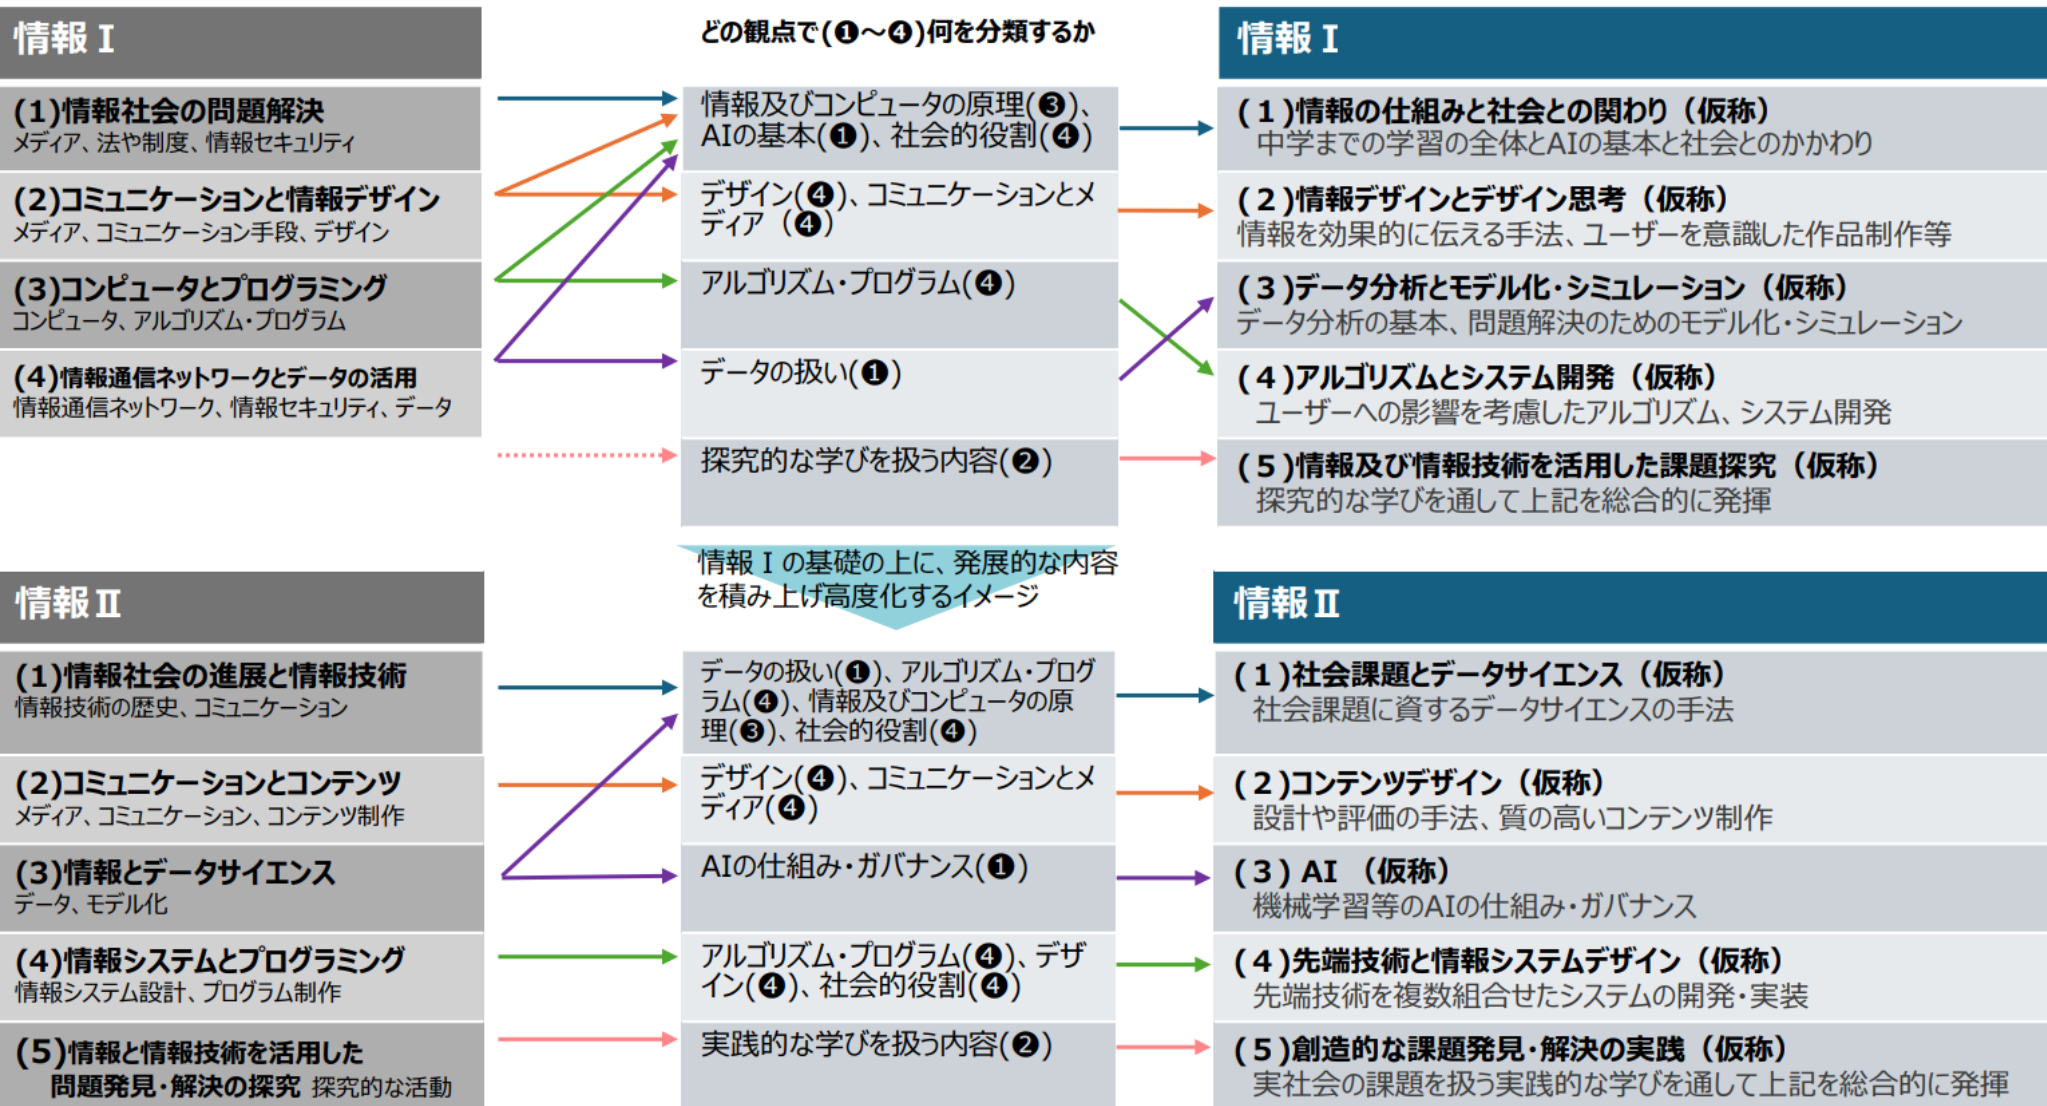 情報Ⅰ
(1)情報社会の問題解決
メディア、法や制度、情報セキュリティ
(2)コミュニケーションと情報デザイン
メディア、コミュニケーション手段、デザイン
(3)コンピュータとプログラミング
コンピュータ、アルゴリズム・プログラム
(4)情報通信ネットワークとデータの活用
情報通信ネットワーク、情報セキュリティ、データ
どの観点で(❶～❹)何を分類するか
情報及びコンピュータの原理(❸)、
AIの基本(❶)、社会的役割(❹)
デザイン(❹)、コミュニケーションとメ
ディア（❹）
アルゴリズム・プログラム(❹)
データの扱い(❶)
探究的な学びを扱う内容(❷)
情報Ⅰ
(１)情報の仕組みと社会との関わり（仮称）
中学までの学習の全体とAIの基本と社会とのかかわり
(２)情報デザインとデザイン思考（仮称）
情報を効果的に伝える手法、ユーザーを意識した作品制作等
(３)データ分析とモデル化・シミュレーション（仮称）
データ分析の基本、問題解決のためのモデル化・シミュレーション
(４)アルゴリズムとシステム開発（仮称）
ユーザーへの影響を考慮したアルゴリズム、システム開発
(５)情報及び情報技術を活用した課題探究（仮称）
探究的な学びを通して上記を総合的に発揮
情報Ⅰの基礎の上に、発展的な内容
を積み上げ高度化するイメージ
情報Ⅱ
(1)情報社会の進展と情報技術
情報技術の歴史、コミュニケーション
(2)コミュニケーションとコンテンツ
メディア、コミュニケーション、コンテンツ制作
(3)情報とデータサイエンス
データ、モデル化
(4)情報システムとプログラミング
情報システム設計、プログラム制作
(5)情報と情報技術を活用した
問題発見・解決の探究 探究的な活動
データの扱い(❶)、アルゴリズム・プログ
ラム(❹)、情報及びコンピュータの原
理(❸)、社会的役割(❹)
デザイン(❹)、コミュニケーションとメ
ディア(❹)
AIの仕組み・ガバナンス(❶)
アルゴリズム・プログラム(❹)、デザ
イン(❹)、社会的役割(❹)
実践的な学びを扱う内容(❷)
情報Ⅱ
(１)社会課題とデータサイエンス（仮称）
社会課題に資するデータサイエンスの手法
(２)コンテンツデザイン（仮称）
設計や評価の手法、質の高いコンテンツ制作
(３) AI （仮称）
機械学習等のAIの仕組み・ガバナンス
(４)先端技術と情報システムデザイン（仮称）
先端技術を複数組合せたシステムの開発・実装
(５)創造的な課題発見・解決の実践（仮称）
実社会の課題を扱う実践的な学びを通して上記を総合的に発揮